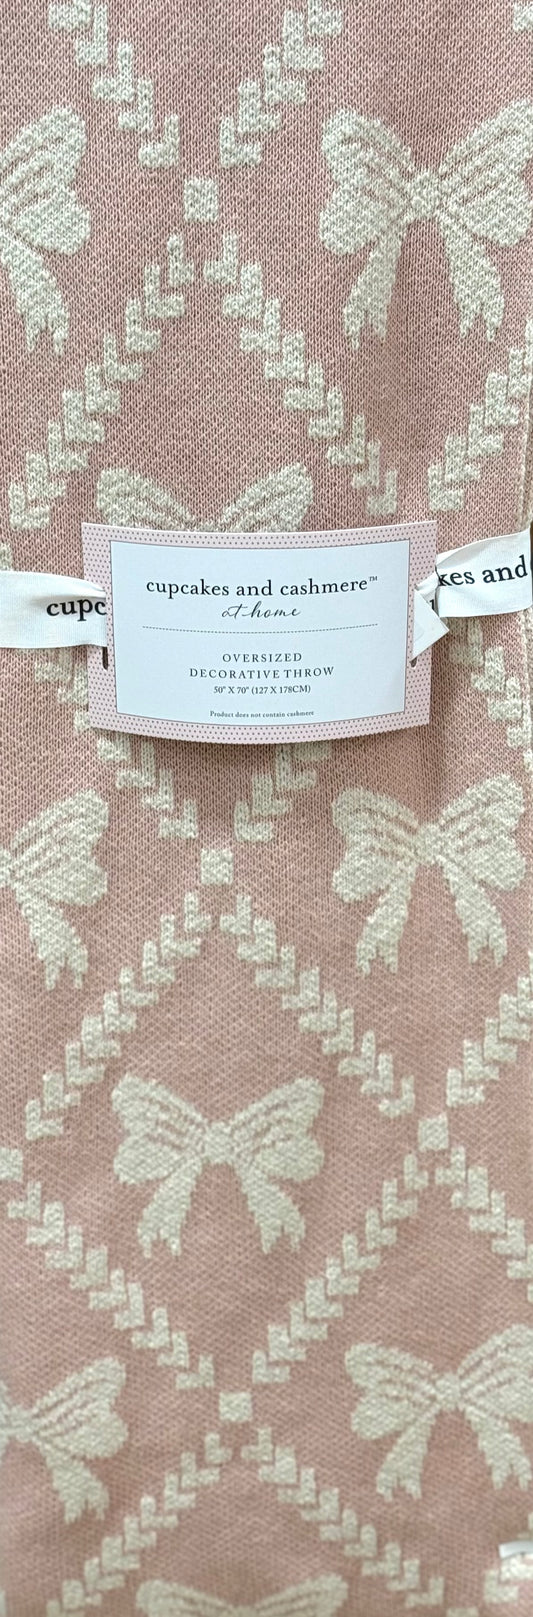 cupcakes and cashmere™
at home
OVERSIZED
DECORATIVE THROW
50" X 70" (127 X 178CM)
Product does not contain cashmere
cupc
kes and